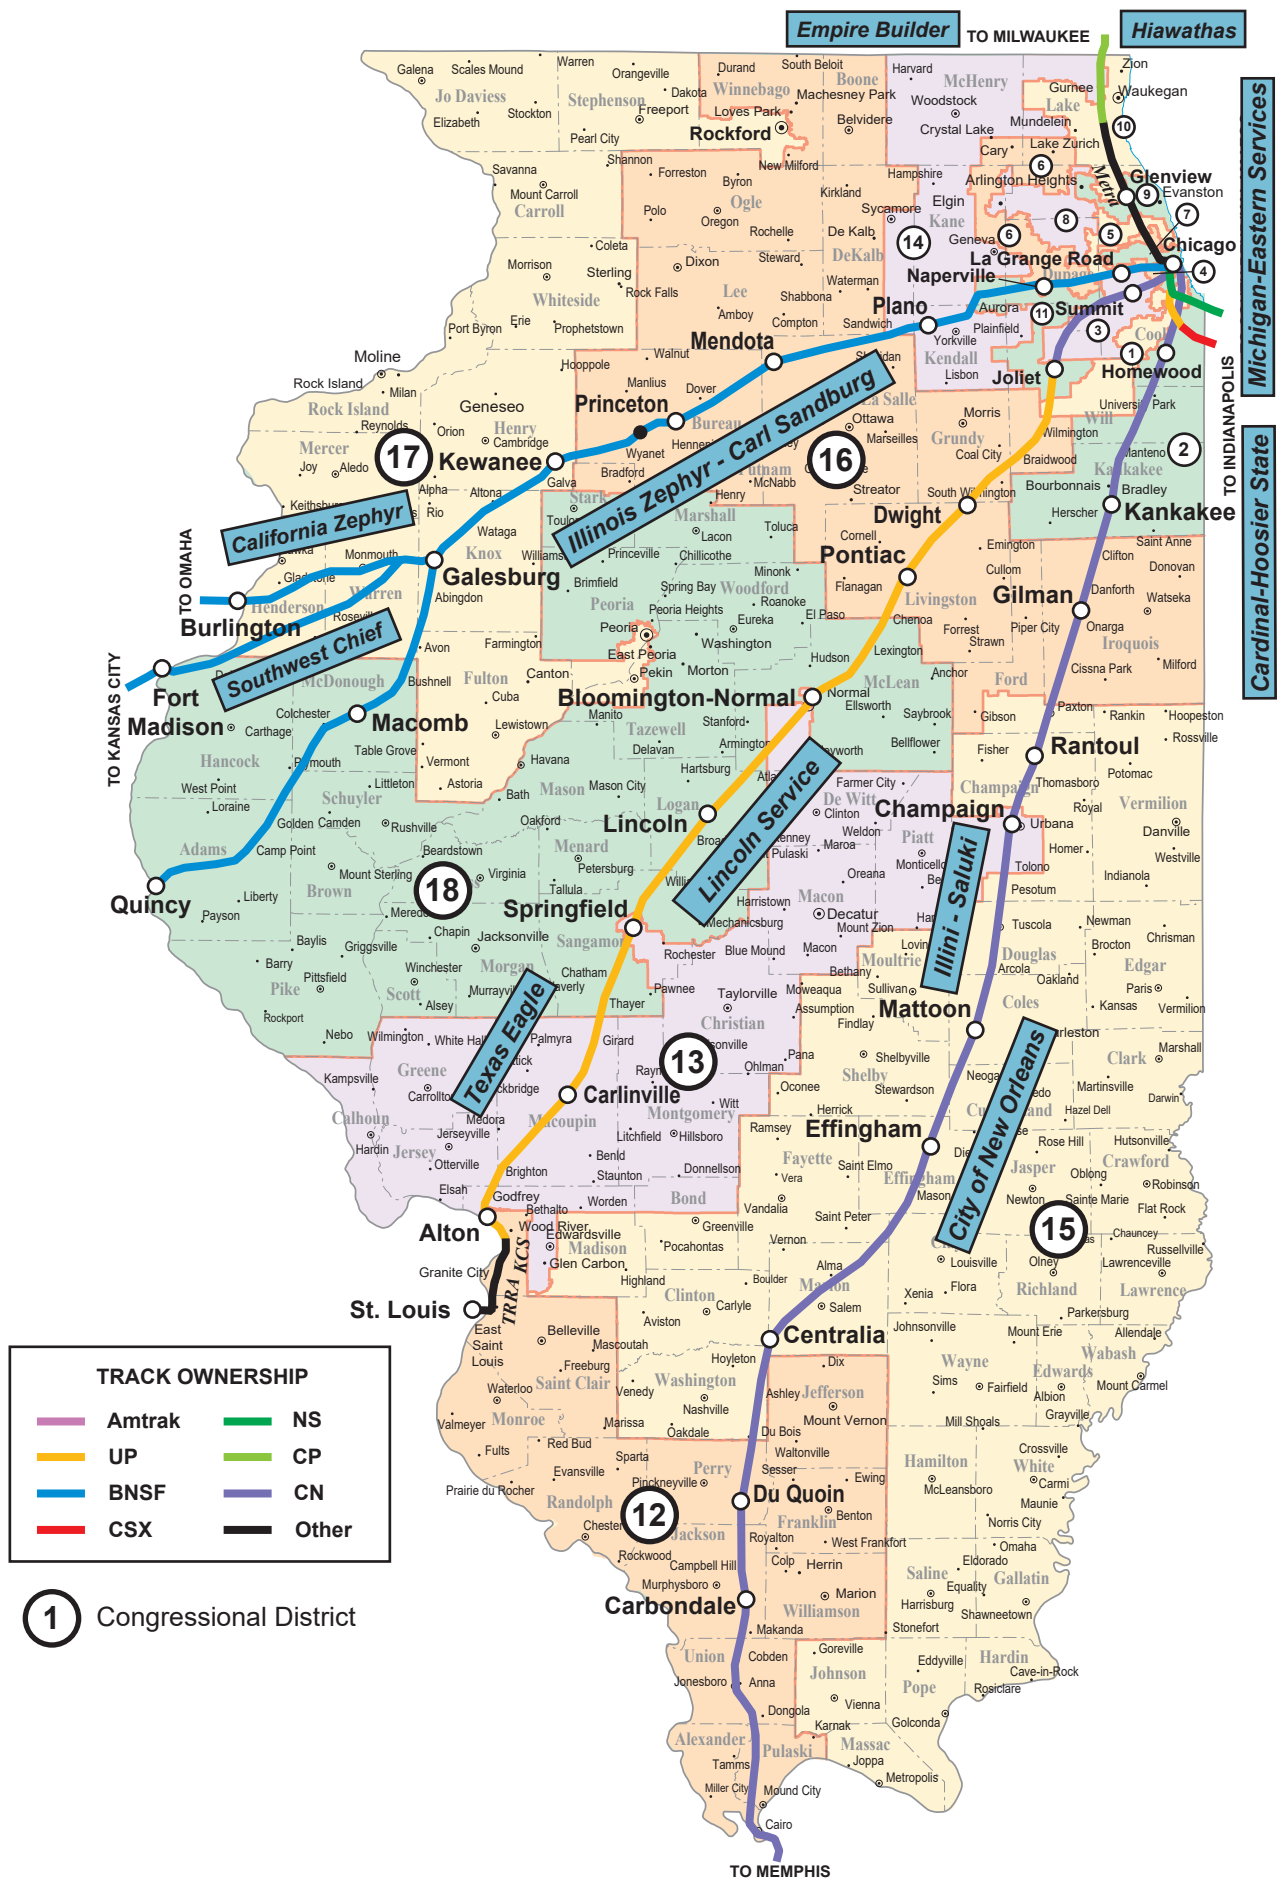 Empire Builder
TO MILWAUKEE
Hiawathas
Michigan-Eastern Services
TO INDIANAPOLIS
Cardinal-Hoosier State
Galena
Scales Mound
Warren
Orangeville
Durand
South Beloit
Harvard
Zion
Jo Daviess
Stephenson
Dakota
Winnebago
Boone
McHenry
Gurnee
Waukegan
Elizabeth
Stockton
Freeport
Loves Park
Machesney Park
Woodstock
Lake
Pearl City
Rockford
Belvidere
Crystal Lake
Mundelein
10
Shannon
New Milford
Cary
Lake Zurich
Savanna
Forreston
Byron
Kirkland
Hampshire
6
Arlington Heights
Metra
Glenview
9
Evanston
Mount Carroll
Carroll
Polo
Ogle
Oregon
Sycamore
Elgin
Kane
8
7
Coleta
Rochelle
De Kalb
14
Geneva
6
5
Chicago
Morrison
Sterling
Dixon
Steward
DeKalb
La Grange Road
4
Whiteside
Rock Falls
Lee
Waterman
Naperville
Dupage
Port Byron
Erie
Prophetstown
Amboy
Shabbona
Compton
Sandwich
Plano
Aurora
11
Summit
3
Cook
Moline
Hooppole
Walnut
Mendota
Yorkville
Plainfield
Kendall
1
Homewood
Rock Island
Milan
Manlius
Dover
Lisbon
Joliet
Rock Island
Reynolds
Geneseo
Henry
Princeton
Bureau
La Salle
University Park
Orion
Cambridge
Wyanet
Ottawa
Morris
Will
Mercer
17
Kewanee
16
Marseilles
Grundy
Wilmington
Joy
Aledo
Galva
Bradford
Putnam
Coal City
Braidwood
Manteno
2
Alpha
Altona
Stark
McNabb
Streator
South Wilmington
Kankakee
Rio
Henry
Bourbonnais
Bradley
California Zephyr
Illinois Zephyr - Carl Sandburg
Wataga
Marshall
Dwight
Herscher
Kankakee
Lacon
Toluca
Cornell
Saint Anne
TO OMAHA
Monmouth
Knox
Princeville
Chillicothe
Pontiac
Emington
Clifton
Galesburg
Brimfield
Minonk
Flanagan
Cullom
Donovan
Burlington
Henderson
Warren
Abingdon
Peoria
Spring Bay
Woodford
Livingston
Danforth
Peoria Heights
Roanoke
Gilman
Watseka
Southwest Chief
Peoria
Eureka
El Paso
Chenoa
Forrest
Piper City
Onarga
Iroquois
TO KANSAS CITY
Avon
Farmington
East Peoria
Washington
Strawn
Fort
Madison
Bushnell
Fulton
Canton
Pekin
Morton
Hudson
Lexington
Cissna Park
Milford
McDonough
Cuba
Bloomington-Normal
Normal
McLean
Anchor
Ford
Colchester
Macomb
Lewistown
Manito
Stanford
Ellsworth
Saybrook
Gibson
Paxton
Rankin
Hoopeston
Carthage
Table Grove
Tazewell
Armington
Bellflower
Fisher
Rantoul
Rossville
Hancock
Plymouth
Vermont
Havana
Delavan
Hartsburg
Potomac
West Point
Littleton
Astoria
Bath
Mason
Mason City
Farmer City
Thomasboro
Loraine
Schuyler
Logan
De Witt
Clinton
Champaign
Champaign
Royal
Vermilion
Golden
Camden
Rushville
Oakford
Lincoln
Weldon
Piatt
Urbana
Danville
Adams
Camp Point
Beardstown
Menard
Lincoln Service
Maroa
Monticello
Homer
Westville
Mount Sterling
Virginia
Petersburg
Oreana
Tolono
Indianola
Quincy
Liberty
Brown
18
Tallula
Macon
Pesotum
Payson
Springfield
Harristown
Decatur
Illini - Saluki
Mechanicsburg
Mount Zion
Tuscola
Newman
Chrisman
Baylis
Griggsville
Chapin
Jacksonville
Sangamon
Macon
Douglas
Brocton
Barry
Rochester
Blue Mound
Moultrie
Arcola
Edgar
Pittsfield
Winchester
Morgan
Chatham
Bethany
Oakland
Pike
Scott
Pawnee
Moweaqua
Sullivan
Coles
Paris
Rockport
Alsey
Texas Eagle
Thayer
Taylorville
Assumption
Mattoon
Kansas
Vermilion
Nebo
Wilmington
Palmyra
Girard
Christian
Findlay
City of New Orleans
Marshall
Kampsville
Greene
13
Pana
Shelbyville
Clark
Ohlman
Shelby
Martinsville
Carlinville
Witt
Oconee
Stewardson
Darwin
Calhoun
Medora
Macoupin
Montgomery
Herrick
Hazel Dell
Hardin
Jerseyville
Litchfield
Hillsboro
Ramsey
Effingham
Rose Hill
Hutsonville
Jersey
Benld
Fayette
Jasper
Crawford
Otterville
Brighton
Staunton
Donnellson
Vera
Saint Elmo
Effingham
Oblong
Robinson
Elsah
Godfrey
Worden
Bond
Vandalia
Mason
Newton
Sainte Marie
Bethalto
Saint Peter
15
Flat Rock
Alton
Wood River
Greenville
Chauncey
Edwardsville
Madison
Pocahontas
Vernon
Louisville
Olney
Russellville
Granite City
TRRA KCS
Glen Carbon
Highland
Alma
Lawrenceville
Clinton
Boulder
Marion
Flora
Richland
Lawrence
St. Louis
Carlyle
Salem
Xenia
Parkersburg
East
Saint
Louis
Belleville
Aviston
Centralia
Johnsonville
Mount Erie
Allendale
Mascoutah
Hoyleton
Dix
Wayne
Wabash
Freeburg
Washington
Sims
Fairfield
Edwards
Waterloo
Saint Clair
Venedy
Ashley
Jefferson
Albion
Mount Carmel
Nashville
Valmeyer
Monroe
Marissa
Mount Vernon
Mill Shoals
Grayville
Oakdale
Du Bois
Fults
Red Bud
Waltonville
Crossville
Evansville
Sparta
Perry
Sesser
Hamilton
White
Prairie du Rocher
Pinckneyville
Du Quoin
Ewing
McLeansboro
Carmi
Randolph
12
Franklin
Benton
Maunie
Chester
Jackson
Norris City
Royalton
West Frankfort
Omaha
Rockwood
Campbell Hill
Colp
Herrin
Saline
Eldorado
Gallatin
Murphysboro
Marion
Equality
Carbondale
Williamson
Harrisburg
Shawneetown
Makanda
Stonefort
Union
Cobden
Goreville
Eddyville
Hardin
Jonesboro
Anna
Johnson
Pope
Cave-in-Rock
Vienna
Rosiclare
Dongola
Karnak
Golconda
Alexander
Pulaski
Massac
Tamms
Joppa
Miller City
Mound City
Metropolis
Cairo
TO MEMPHIS
TRACK OWNERSHIP
Amtrak
NS
UP
CP
BNSF
CN
CSX
Other
1
Congressional District